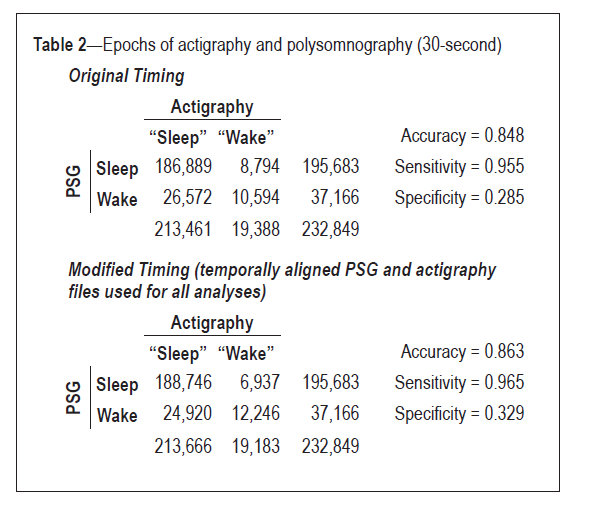 Table 2—Epochs of actigraphy and polysomnography (30-second)
Original Timing
Actigraphy
“Sleep” “Wake”
Accuracy = 0.848
PSG
Sleep 186,889 8,794 195,683
Sensitivity = 0.955
Wake 26,572 10,594 37,166
Specificity = 0.285
213,461 19,388 232,849
Modified Timing (temporally aligned PSG and actigraphy
files used for all analyses)
Actigraphy
“Sleep” “Wake”
Accuracy = 0.863
PSG
Sleep 188,746 6,937 195,683
Sensitivity = 0.965
Wake 24,920 12,246 37,166
Specificity = 0.329
213,666 19,183 232,849